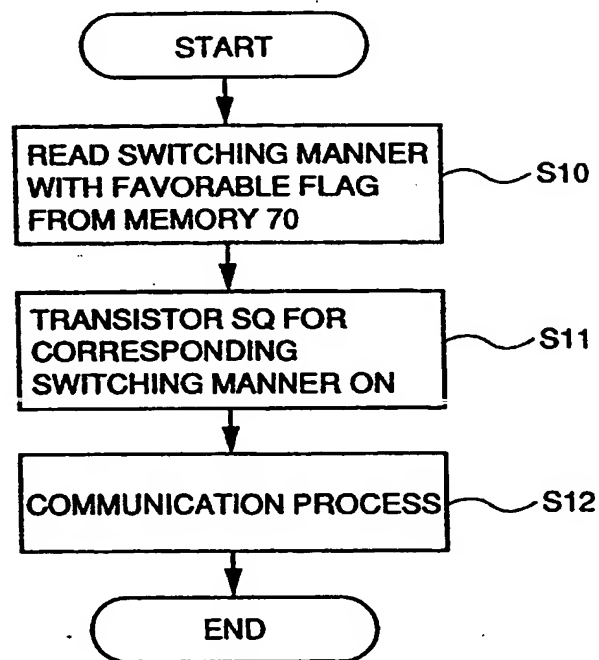 START
READ SWITCHING MANNER
WITH FAVORABLE FLAG
FROM MEMORY 70
S10
TRANSISTOR SQ FOR
CORRESPONDING
SWITCHING MANNER ON
S11
COMMUNICATION PROCESS
S12
END